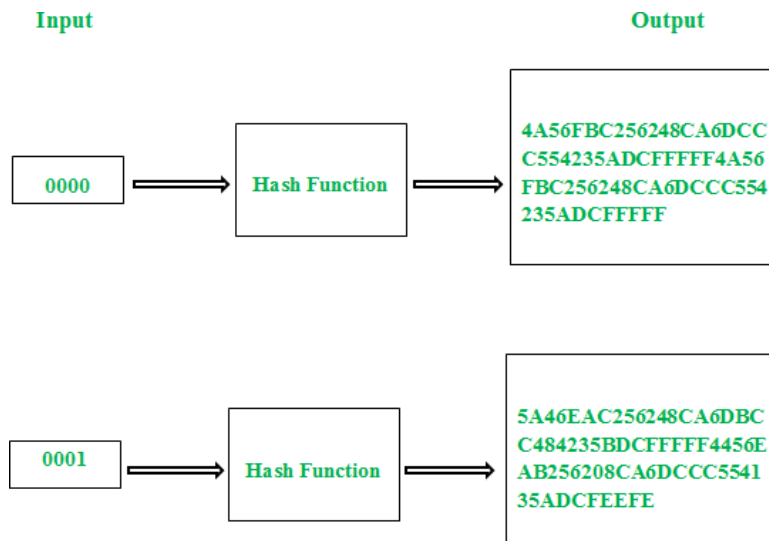 Input
Output
0000
Hash Function
4A56FBC256248CA6DCC
C554235ADCFFFFF4A56
FBC256248CA6DCCC554
235ADCFFFFF
0001
Hash Function
5A46EAC256248CA6DBC
C484235BDCFFFFF4456E
AB256208CA6DCCC5541
35ADCFEEFE